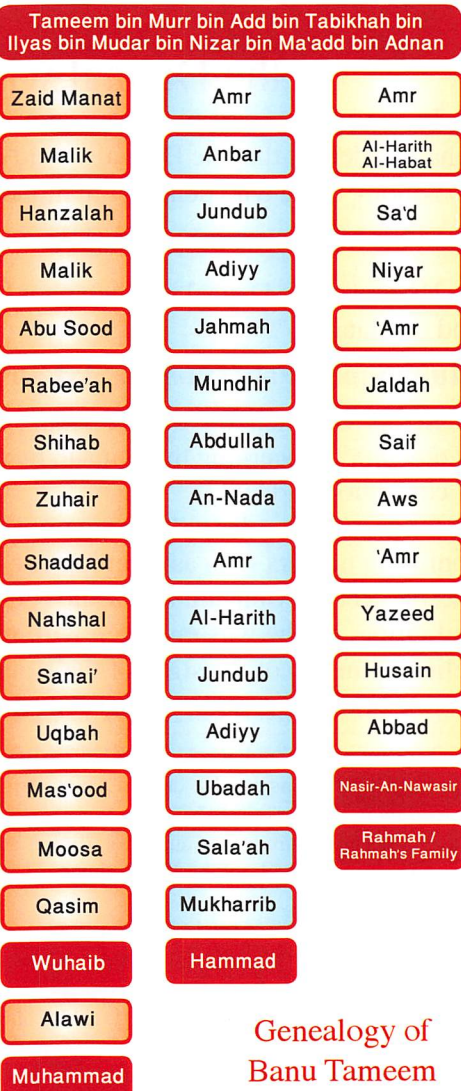 Tameem bin Murr bin Add bin Tabikhah bin
Ilyas bin Mudar bin Nizar bin Ma'add bin Adnan
Zaid Manat
Malik
Hanzalah
Malik
Abu Sood
Rabee'ah
Shihab
Zuhair
Shaddad
Nahshal
Sanai'
Uqbah
Mas'ood
Moosa
Qasim
Wuhaib
Alawi
Muhammad
Amr
Anbar
Jundub
Adiyy
Jahmah
Mundhir
Abdullah
An-Nada
Amr
Al-Harith
Jundub
Adiyy
Ubadah
Sala'ah
Mukharrib
Hammad
Amr
Al-Harith
Al-Habat
Sa'd
Niyar
'Amr
Jaldah
Saif
Aws
'Amr
Yazeed
Husain
Abbad
Nasir-An-Nawasir
Rahmah /
Rahmah's Family
Genealogy of
Banu Tameem